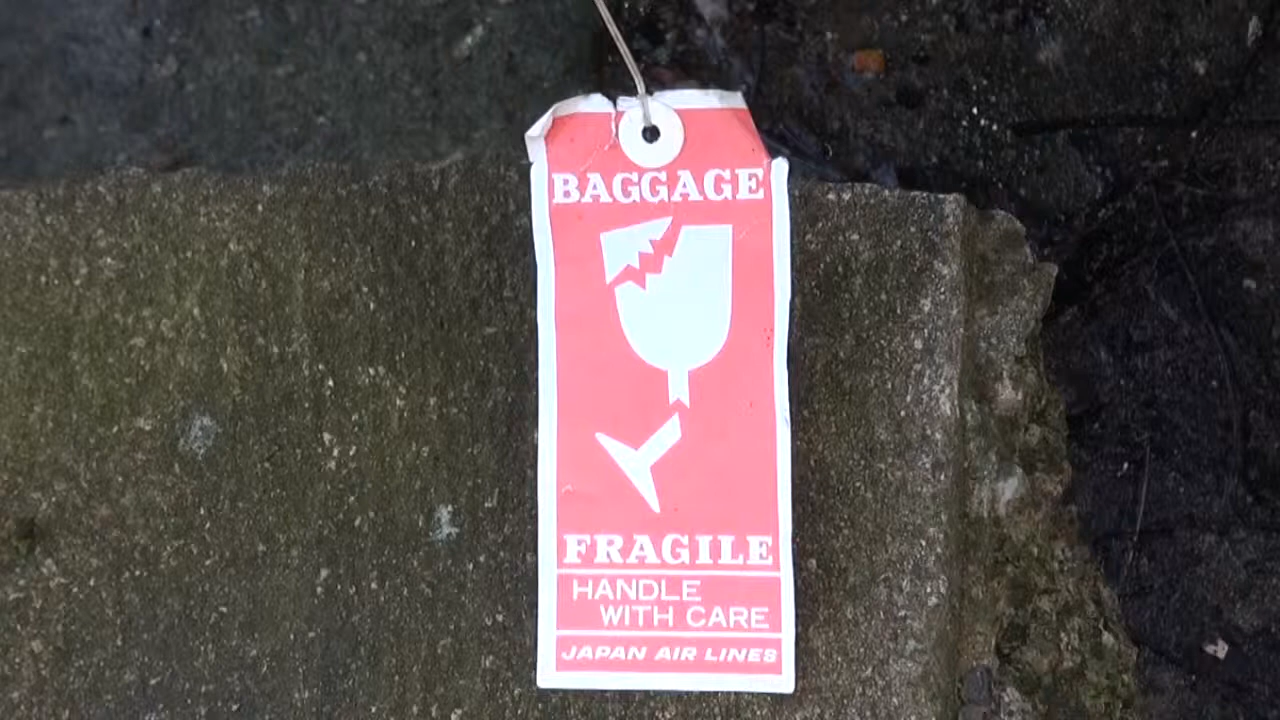 BAGGAGE
FRAGILE
HANDLE
WITH CARE
JAPAN AIR LINES